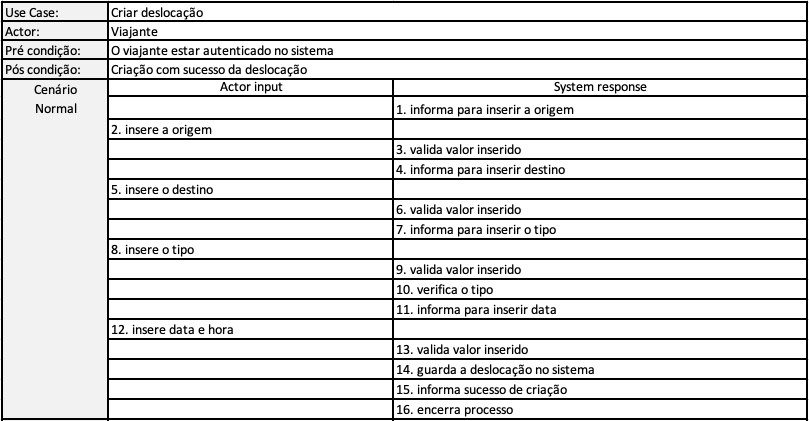 Use Case: Criar deslocação
Actor: Viajante
Pré condição: O viajante estar autenticado no sistema
Pós condição: Criação com sucesso da deslocação
Cenário Normal
Actor input System response
1. informa para inserir a origem
2. insere a origem
3. valida valor inserido
4. informa para inserir destino
5. insere o destino
6. valida valor inserido
7. informa para inserir o tipo
8. insere o tipo
9. valida valor inserido
10. verifica o tipo
11. informa para inserir data
12. insere data e hora
13. valida valor inserido
14. guarda a deslocação no sistema
15. informa sucesso de criação
16. encerra processo